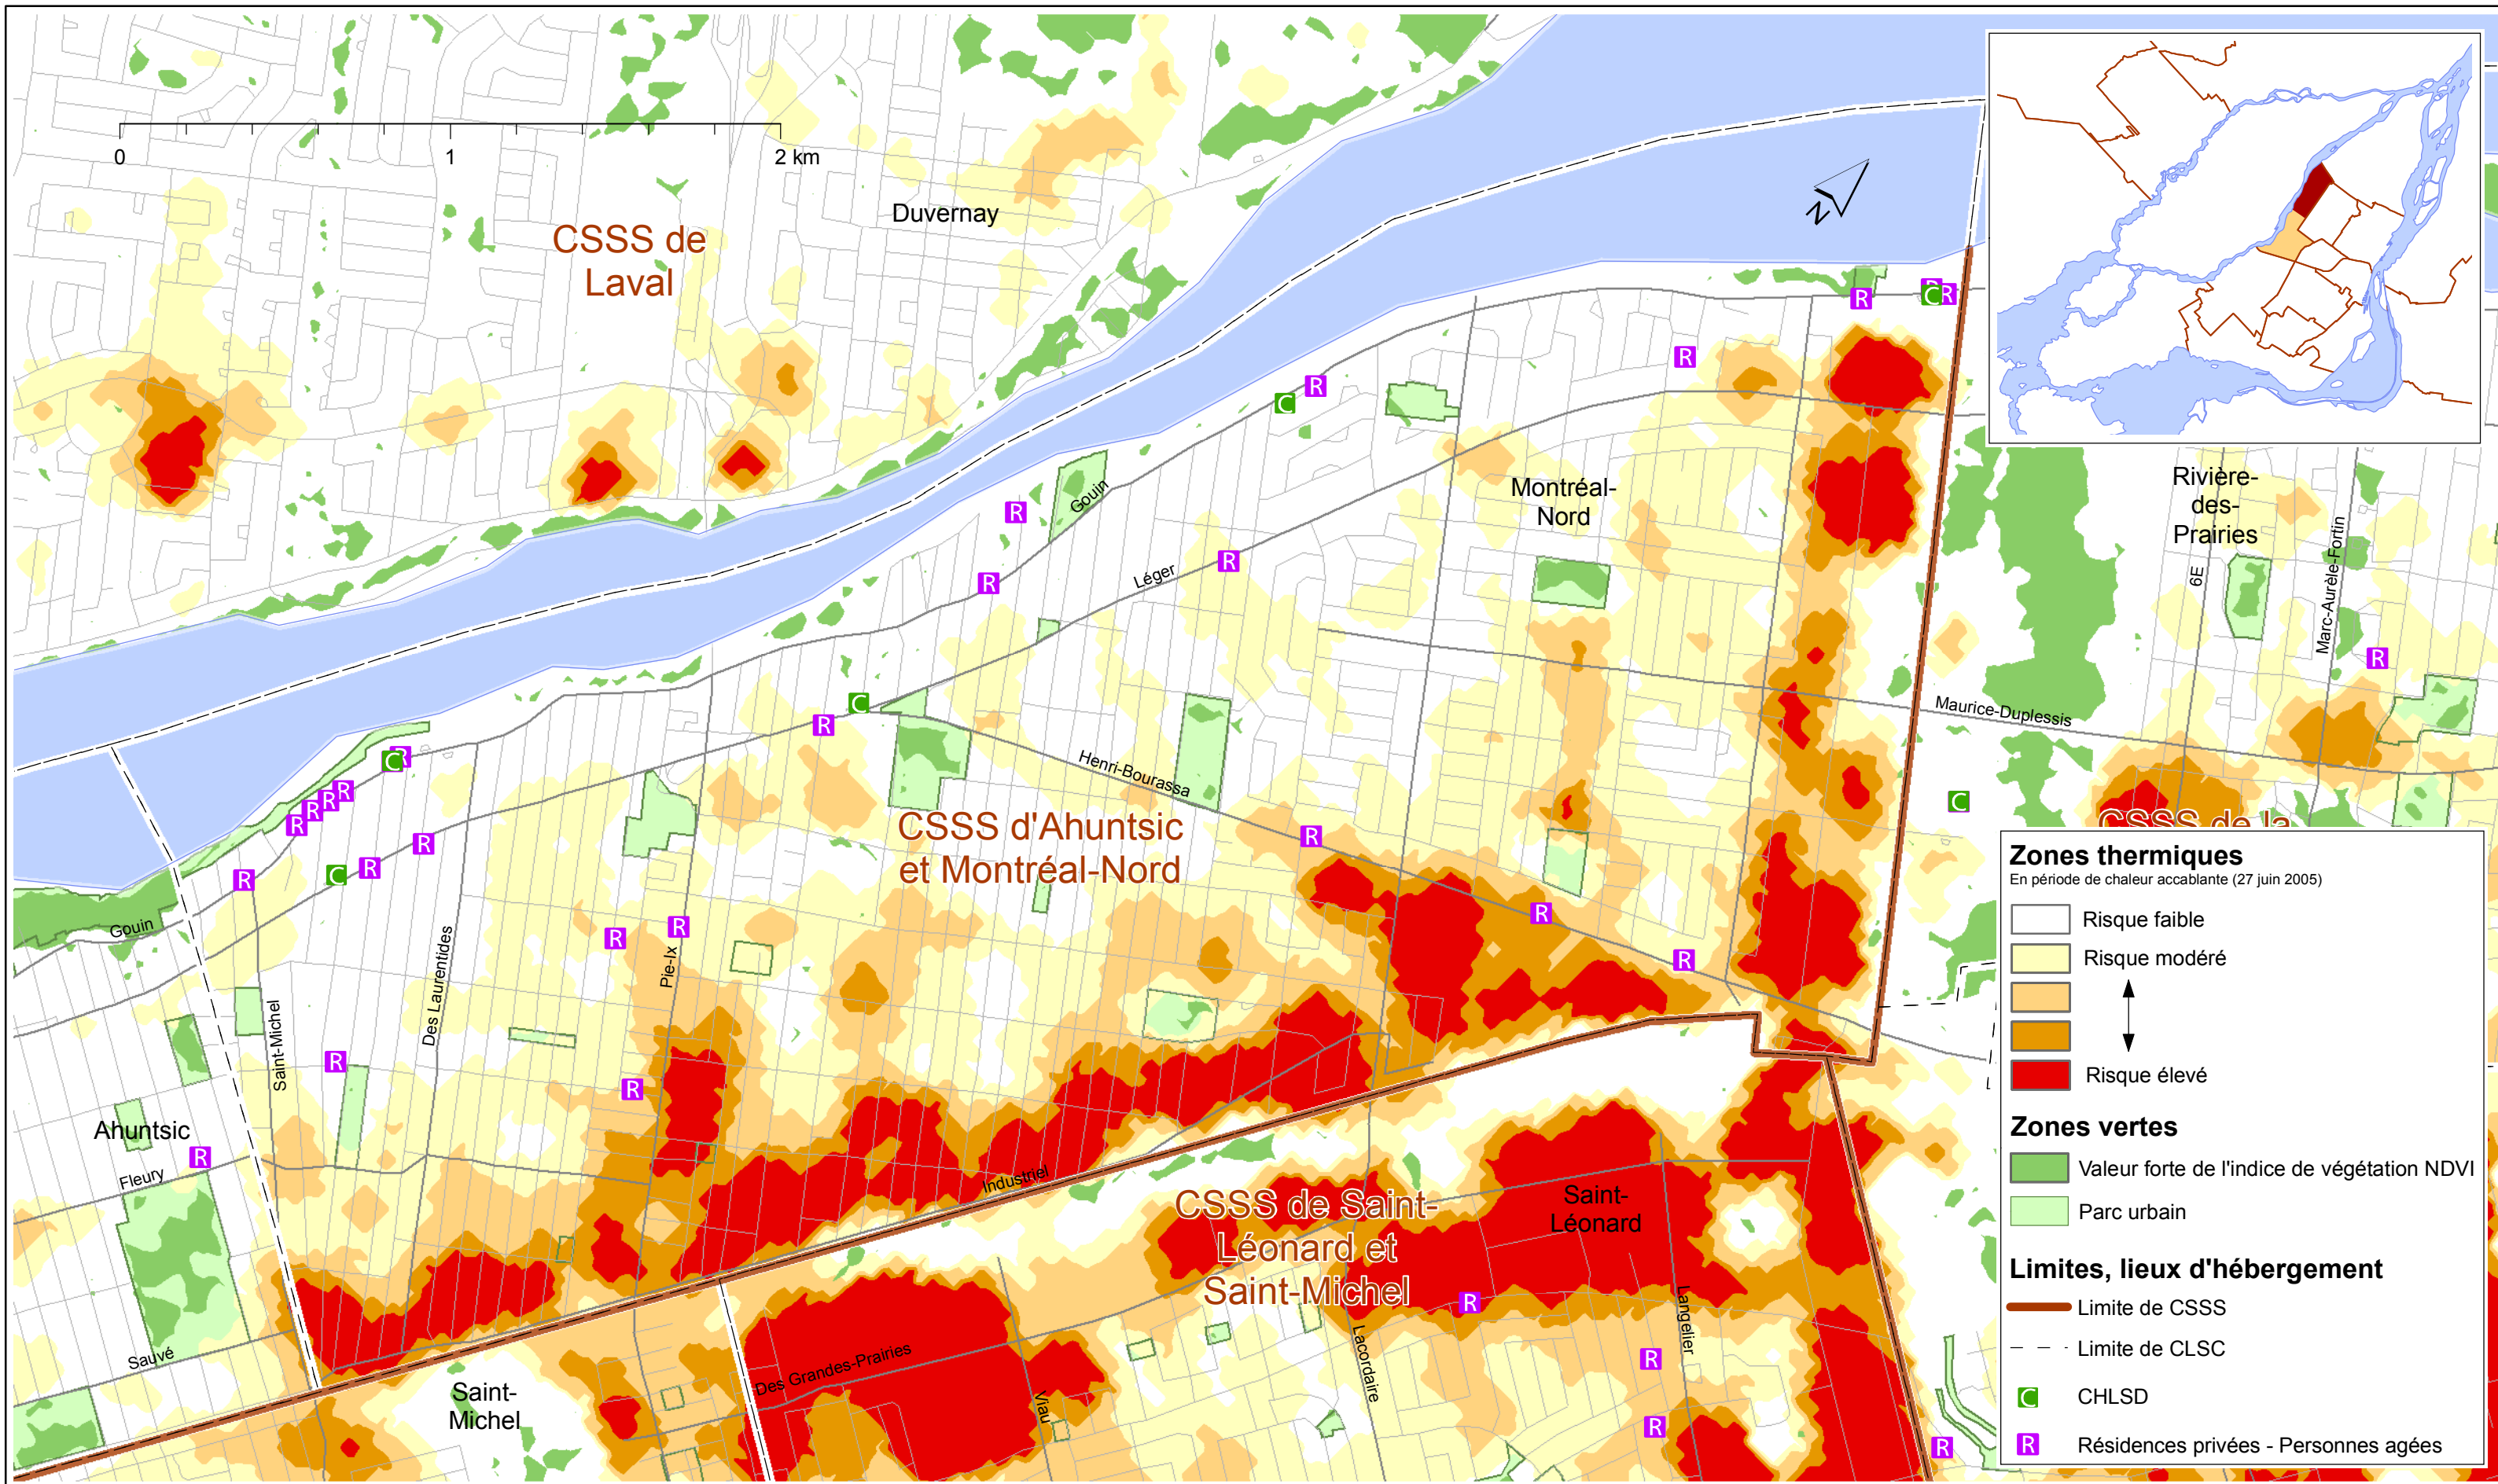 0
1
2 km
N
Duvernay
CSSS de
Laval
Montréal-
Nord
Rivière-
des-
Prairies
6E
Marc-Aurèle-Fortin
Maurice-Duplessis
Gouin
Léger
Henri-Bourassa
CSSS d'Ahuntsic
et Montréal-Nord
CSSS de la
Gouin
Saint-Michel
Des Laurentides
Pie-Ix
Ahuntsic
Fleury
Sauvé
Industriel
CSSS de Saint-
Léonard et
Saint-Michel
Saint-
Léonard
Saint-
Michel
Des Grandes-Prairies
Viau
Lacordaire
Langelier
R
R
C
R
R
R
C
R
R
R
R
R
C
R
C
R
R
R
R
R
R
R
C
R
C
R
R
R
R
R
R
R
R
R
R
R
R
R
Zones thermiques
En période de chaleur accablante (27 juin 2005)
Risque faible
Risque modéré
Risque élevé
Zones vertes
Valeur forte de l'indice de végétation NDVI
Parc urbain
Limites, lieux d'hébergement
Limite de CSSS
Limite de CLSC
C CHLSD
R Résidences privées - Personnes agées